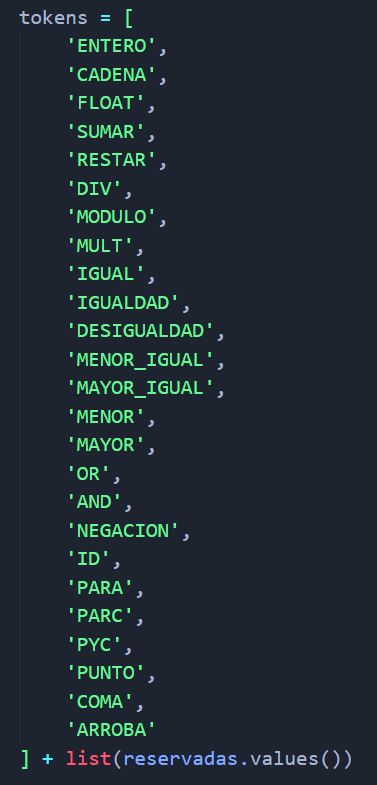 tokens = [
    'ENTERO',
    'CADENA',
    'FLOAT',
    'SUMAR',
    'RESTAR',
    'DIV',
    'MODULO',
    'MULT',
    'IGUAL',
    'IGUALDAD',
    'DESIGUALDAD',
    'MENOR_IGUAL',
    'MAYOR_IGUAL',
    'MENOR',
    'MAYOR',
    'OR',
    'AND',
    'NEGACION',
    'ID',
    'PARA',
    'PARC',
    'PYC',
    'PUNTO',
    'COMA',
    'ARROBA'
] + list(reservadas.values())